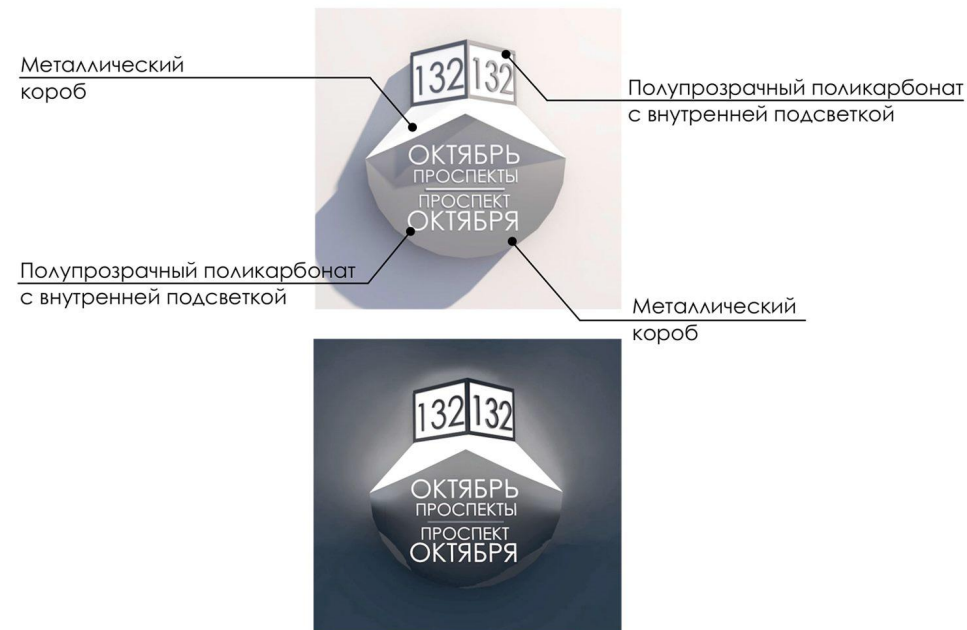 Металлический
короб
Полупрозрачный поликарбонат
с внутренней подсветкой
132 132
ОКТЯБРЬ
ПРОСПЕКТЫ
ПРОСПЕКТ
ОКТЯБРЯ
Полупрозрачный поликарбонат
с внутренней подсветкой
Металлический
короб
132 132
ОКТЯБРЬ
ПРОСПЕКТЫ
ПРОСПЕКТ
ОКТЯБРЯ